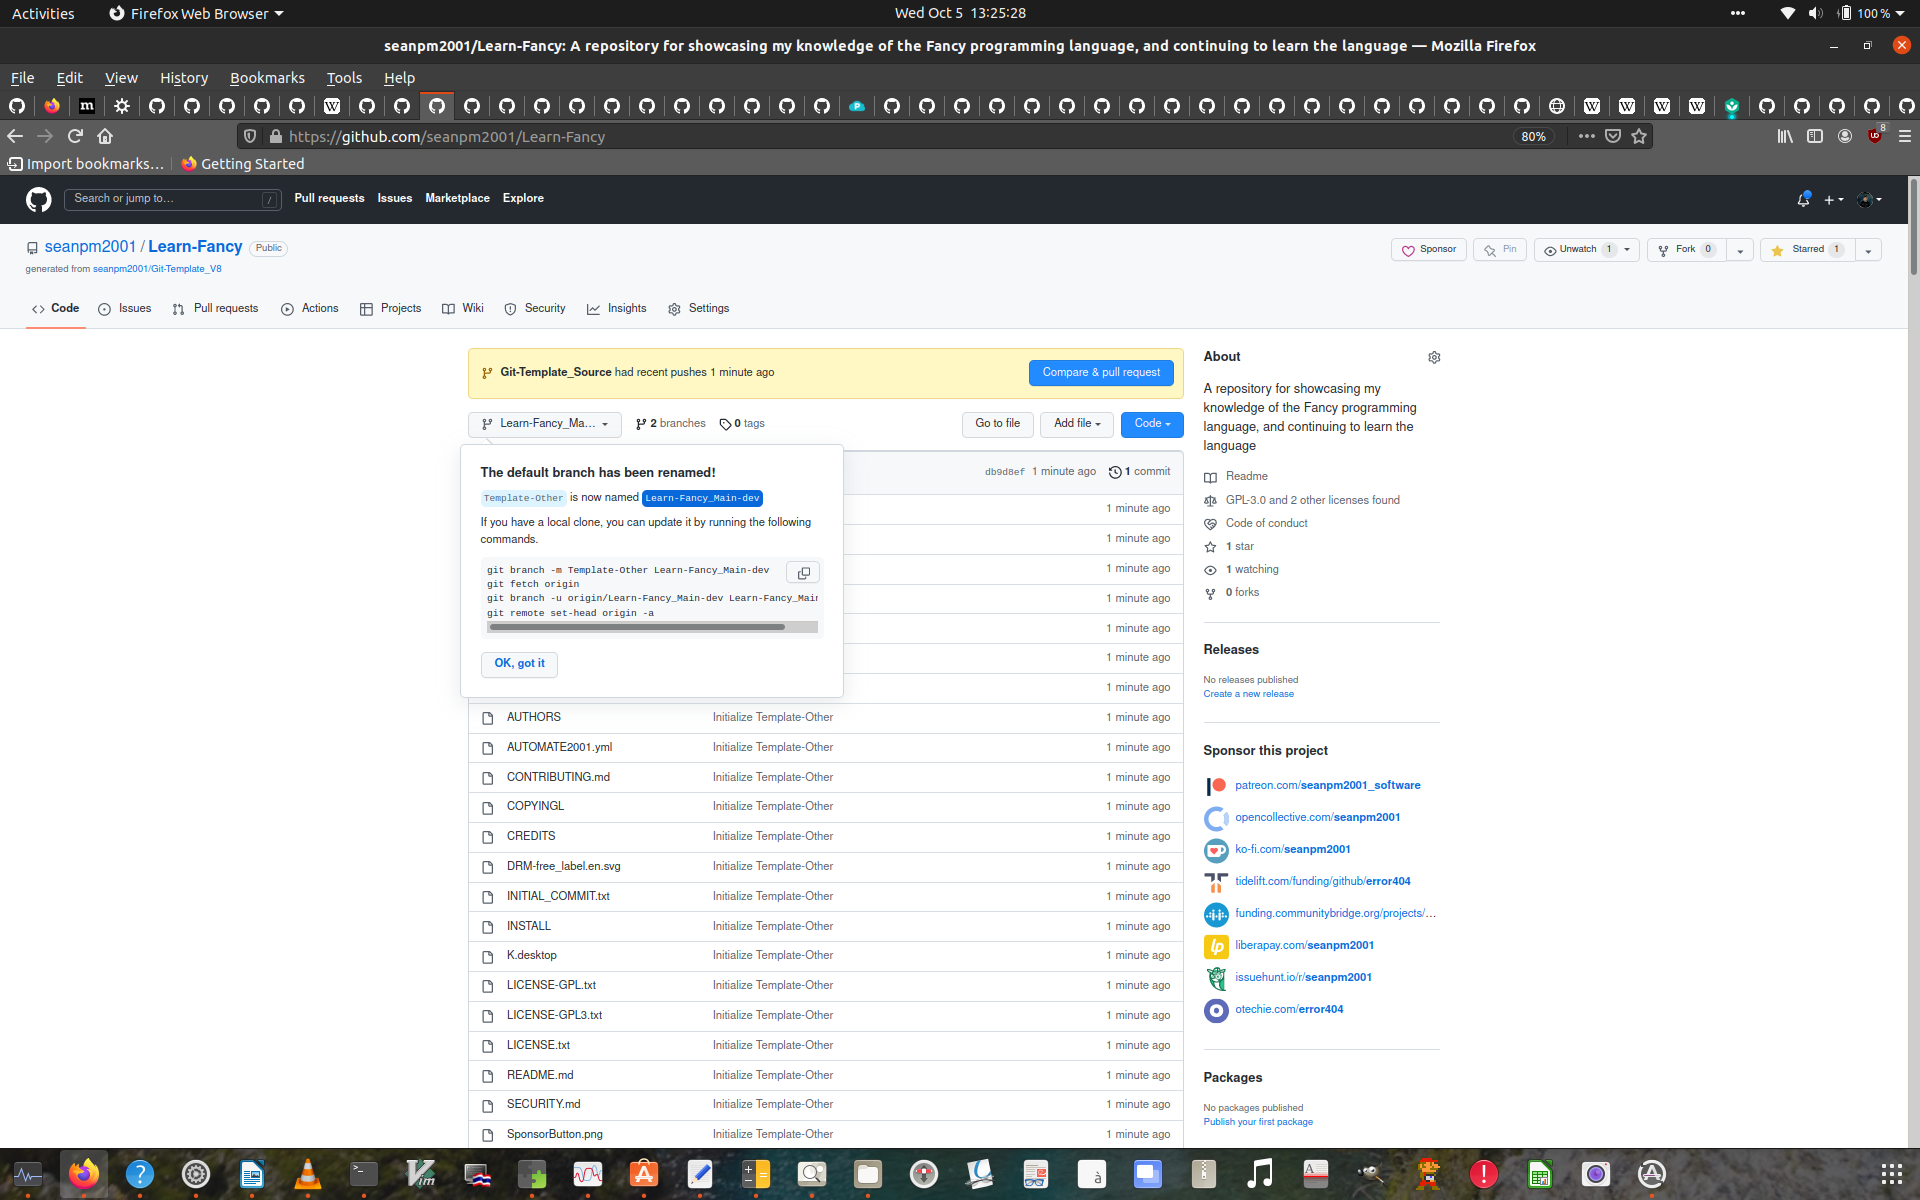 Activities
Firefox Web Browser
Wed Oct 5 13:25:28
100 %
seanpm2001/Learn-Fancy: A repository for showcasing my knowledge of the Fancy programming language, and continuing to learn the language — Mozilla Firefox
File Edit View History Bookmarks Tools Help
https://github.com/seanpm2001/Learn-Fancy
80%
8
Import bookmarks…
Getting Started
Search or jump to…
/
Pull requests
Issues
Marketplace
Explore
seanpm2001 / Learn-Fancy
Public
generated from seanpm2001/Git-Template_V8
Sponsor
Pin
Unwatch 1
Fork 0
Starred 1
Code
Issues
Pull requests
Actions
Projects
Wiki
Security
Insights
Settings
Git-Template_Source had recent pushes 1 minute ago
Compare & pull request
Learn-Fancy_Ma...
2 branches
0 tags
Go to file
Add file
Code
The default branch has been renamed!
Template-Other is now named Learn-Fancy_Main-dev
If you have a local clone, you can update it by running the following
commands.
git branch -m Template-Other Learn-Fancy_Main-dev
git fetch origin
git branch -u origin/Learn-Fancy_Main-dev Learn-Fancy_Main
git remote set-head origin -a
OK, got it
db9d8ef 1 minute ago
1 commit
1 minute ago
1 minute ago
1 minute ago
1 minute ago
1 minute ago
1 minute ago
1 minute ago
AUTHORS Initialize Template-Other 1 minute ago
AUTOMATE2001.yml Initialize Template-Other 1 minute ago
CONTRIBUTING.md Initialize Template-Other 1 minute ago
COPYINGL Initialize Template-Other 1 minute ago
CREDITS Initialize Template-Other 1 minute ago
DRM-free_label.en.svg Initialize Template-Other 1 minute ago
INITIAL_COMMIT.txt Initialize Template-Other 1 minute ago
INSTALL Initialize Template-Other 1 minute ago
K.desktop Initialize Template-Other 1 minute ago
LICENSE-GPL.txt Initialize Template-Other 1 minute ago
LICENSE-GPL3.txt Initialize Template-Other 1 minute ago
LICENSE.txt Initialize Template-Other 1 minute ago
README.md Initialize Template-Other 1 minute ago
SECURITY.md Initialize Template-Other 1 minute ago
SponsorButton.png Initialize Template-Other 1 minute ago
About
A repository for showcasing my
knowledge of the Fancy programming
language, and continuing to learn the
language
Readme
GPL-3.0 and 2 other licenses found
Code of conduct
1 star
1 watching
0 forks
Releases
No releases published
Create a new release
Sponsor this project
patreon.com/seanpm2001_software
opencollective.com/seanpm2001
ko-fi.com/seanpm2001
tidelift.com/funding/github/error404
funding.communitybridge.org/projects/…
liberapay.com/seanpm2001
issuehunt.io/r/seanpm2001
otechie.com/error404
Packages
No packages published
Publish your first package